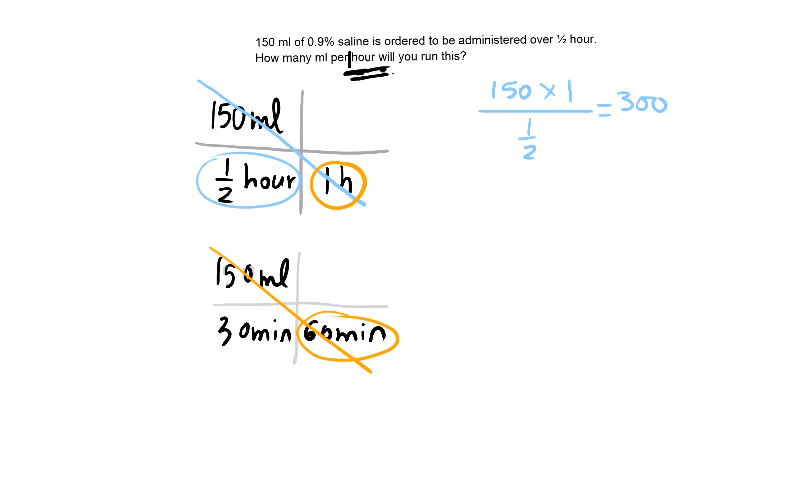 150 ml of 0.9% saline is ordered to be administered over ½ hour.
How many ml per 1 hour will you run this?
150ml
1/2 hour 1h
150 × 1 / 1/2 = 300
150ml
30min 60min